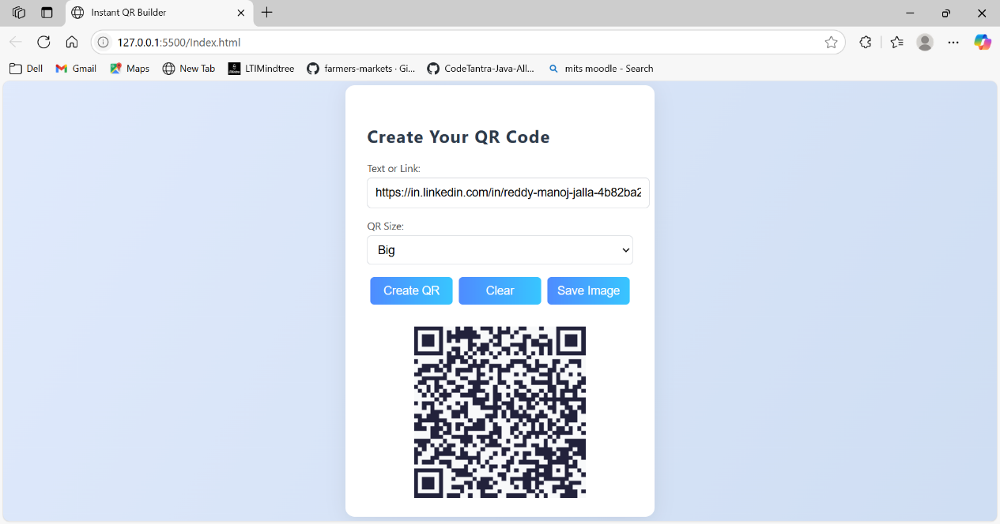 Instant QR Builder
127.0.0.1:5500/Index.html
Dell Gmail Maps New Tab LTIMindtree farmers-markets · Gi... CodeTantra-Java-All... mits moodle - Search
Create Your QR Code
Text or Link:
https://in.linkedin.com/in/reddy-manoj-jalla-4b82ba2
QR Size:
Big
Create QR Clear Save Image